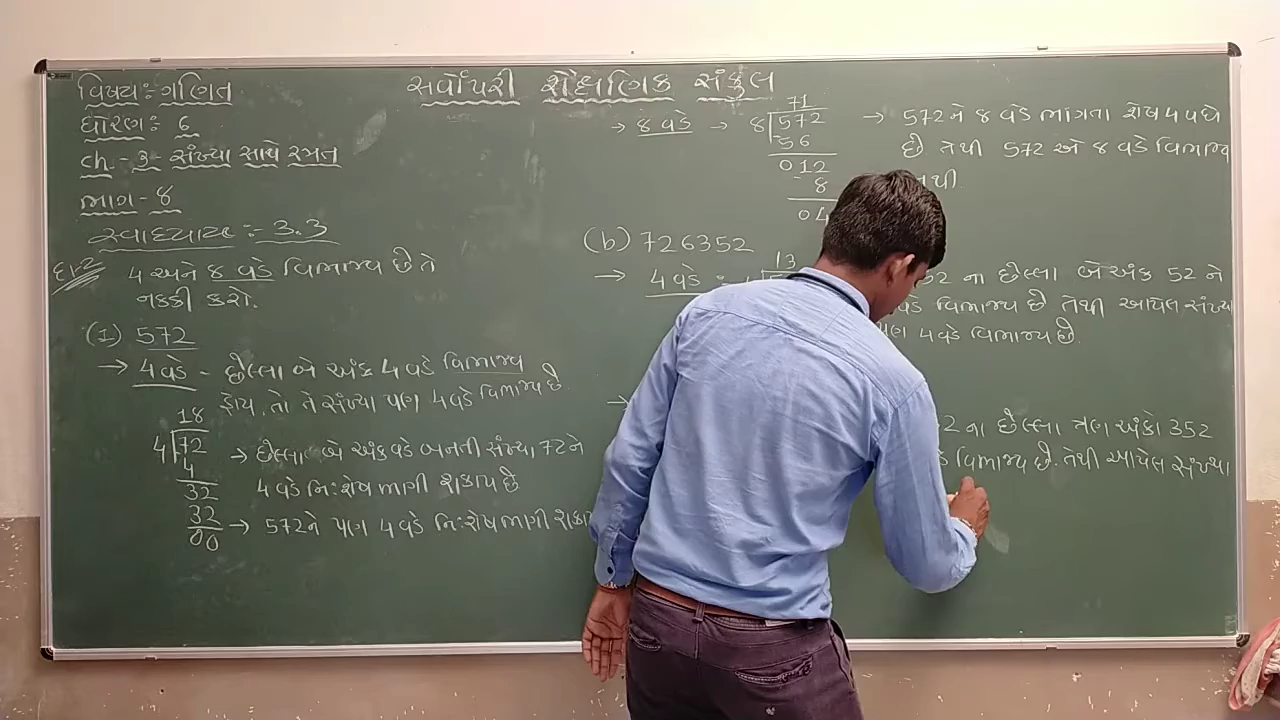 સર્વોપરી શૈક્ષણિક સંકુલ
વિષય:- ગણિત
ધોરણ:- 6
ch. - 3 - સંખ્યા સાથે રમત
ભાગ - 8
સ્વાધ્યાય :- 3.3
દા-2 4 અને 8 વડે વિભાજ્ય છે તે
નક્કી કરો.
(1) 572
→ 4 વડે - છેલ્લા બે અંક 4 વડે વિભાજ્ય
હોય, તો તે સંખ્યા પણ 4 વડે વિભાજ્ય છે.
18
4 72
4
32
32
00
→ છેલ્લા બે અંક વડે બનતી સંખ્યા 72 ને
4 વડે નિ:શેષ ભાગી શકાય છે
→ 572 ને પણ 4 વડે નિ:શેષ ભાગી શકા
→ 8 વડે →
71
8 572
56
012
- 8
04
→ 572 ને 8 વડે ભાગતા શેષ 4 વધે
છે તેથી 572 એ 8 વડે વિભાજ્ય
નથી
(b) 726352
→ 4 વડે :-
13
52 ના છેલ્લા બે અંક 52 ને
વડે વિભાજ્ય છે તેથી આપેલ સંખ્યા
પણ 4 વડે વિભાજ્ય છે.
→
2 ના છેલ્લા ત્રણ અંકો 352
ડે વિભાજ્ય છે. તેથી આપેલ સંખ્યા